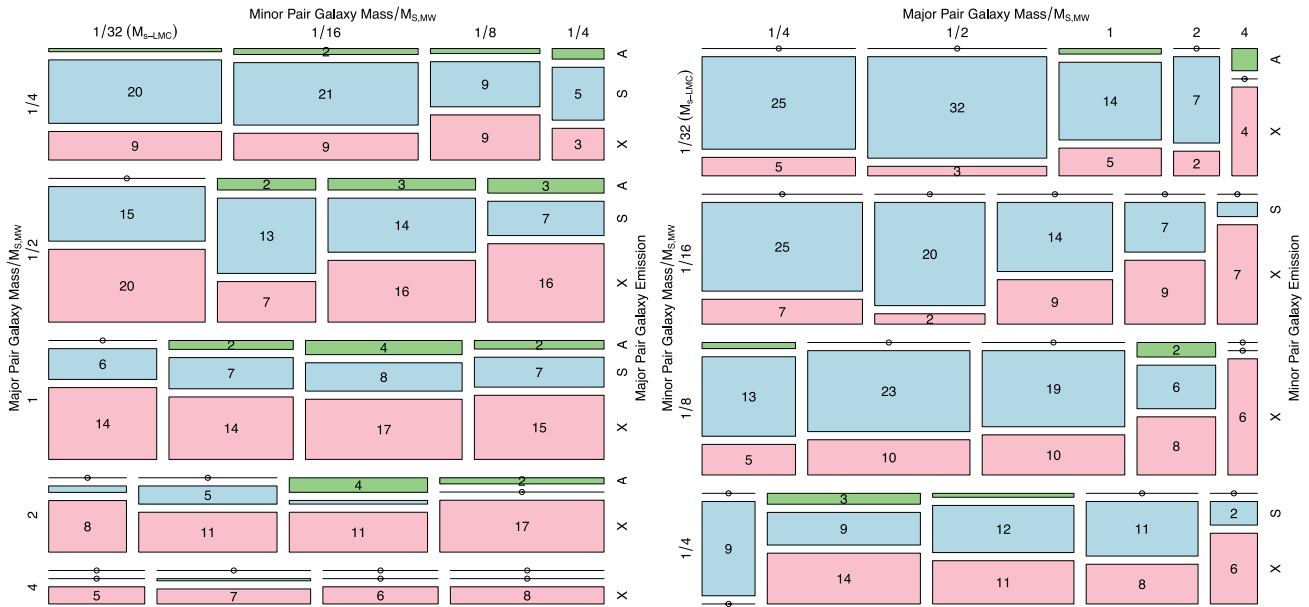 Minor Pair Galaxy Mass/M_S,MW
1/32 (M_s−LMC) 1/16 1/8 1/4
Major Pair Galaxy Mass/M_S,MW
1/4
2
A
20 21 9 5
S
9 9 9 3
X
1/2
2 3 3
A
15 13 14 7
S
20 7 16 16
X
1
2 4 2
A
6 7 8 7
S
14 14 17 15
X
2
4 2
A
5
8 11 11 17
X
4
5 7 6 8
X
Major Pair Galaxy Emission
Major Pair Galaxy Mass/M_S,MW
1/4 1/2 1 2 4
Minor Pair Galaxy Mass/M_S,MW
1/32 (M_s−LMC)
A
25 32 14 7
5 3 5 2 4
X
1/16
S
25 20 14 7
7 2 9 9 7
X
1/8
2
13 23 19 6
5 10 10 8 6
X
1/4
3
9 9 12 11 2
S
14 11 8 6
X
Minor Pair Galaxy Emission